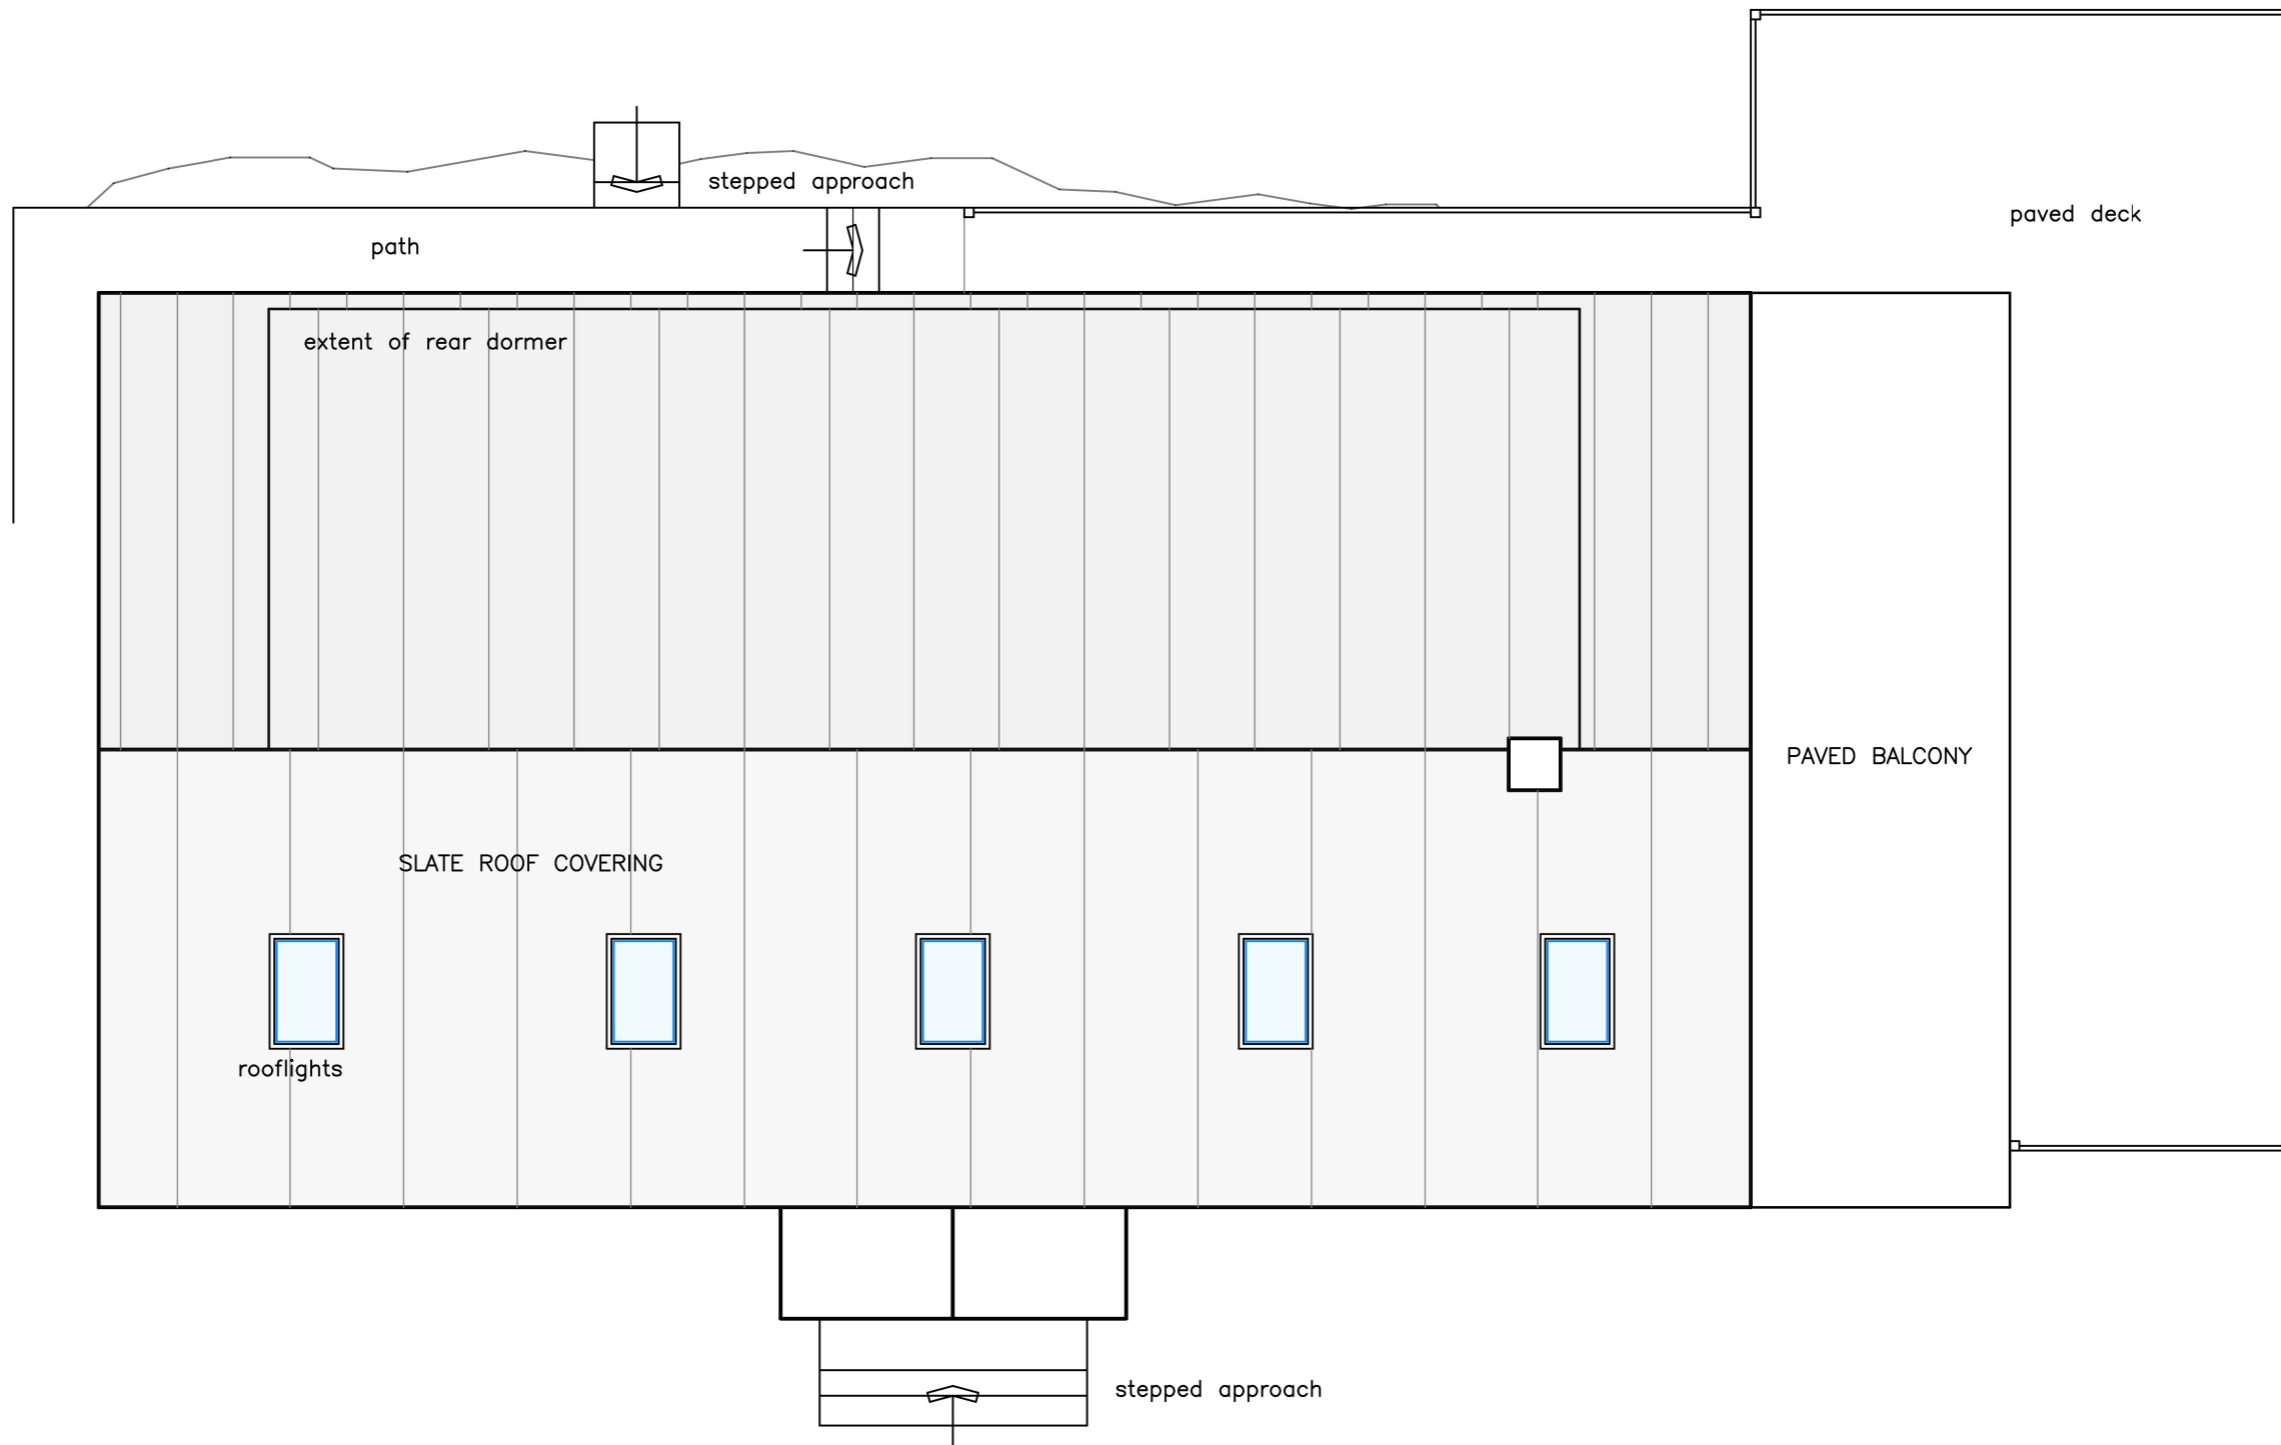 stepped approach
paved deck
path
extent of rear dormer
PAVED BALCONY
SLATE ROOF COVERING
rooflights
stepped approach